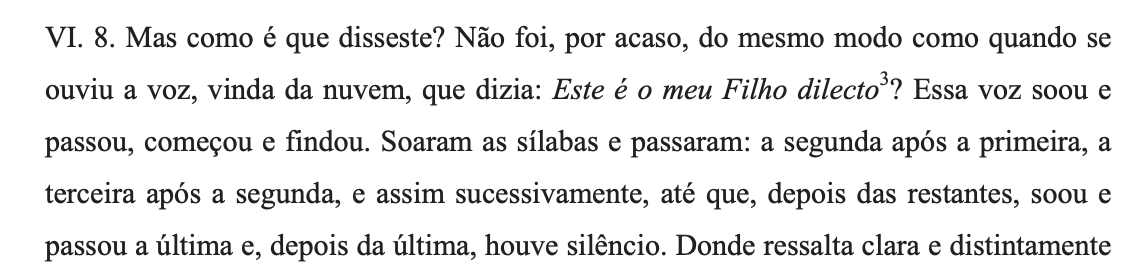 VI. 8. Mas como é que disseste? Não foi, por acaso, do mesmo modo como quando se
ouviu a voz, vinda da nuvem, que dizia: Este é o meu Filho dilecto³? Essa voz soou e
passou, começou e findou. Soaram as sílabas e passaram: a segunda após a primeira, a
terceira após a segunda, e assim sucessivamente, até que, depois das restantes, soou e
passou a última e, depois da última, houve silêncio. Donde ressalta clara e distintamente